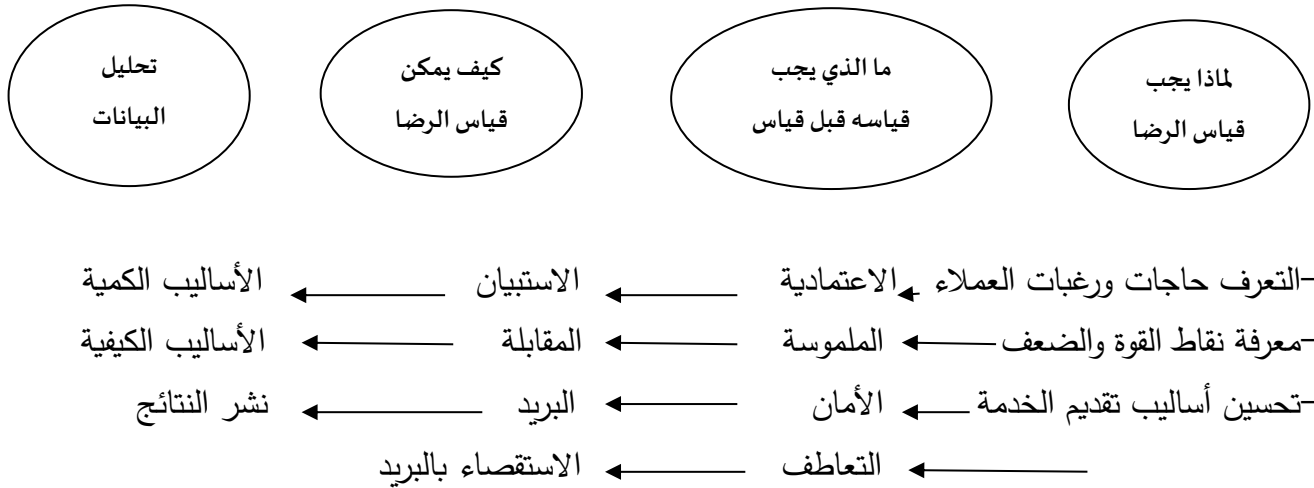 لماذا يجب
قياس الرضا
ما الذي يجب
قياسه قبل قياس
كيف يمكن
قياس الرضا
تحليل
البيانات
-التعرف حاجات ورغبات العملاء الاعتمادية الاستبيان الأساليب الكمية
-معرفة نقاط القوة والضعف الملموسة المقابلة الأساليب الكيفية
-تحسين أساليب تقديم الخدمة الأمان البريد نشر النتائج
التعاطف الاستقصاء بالبريد